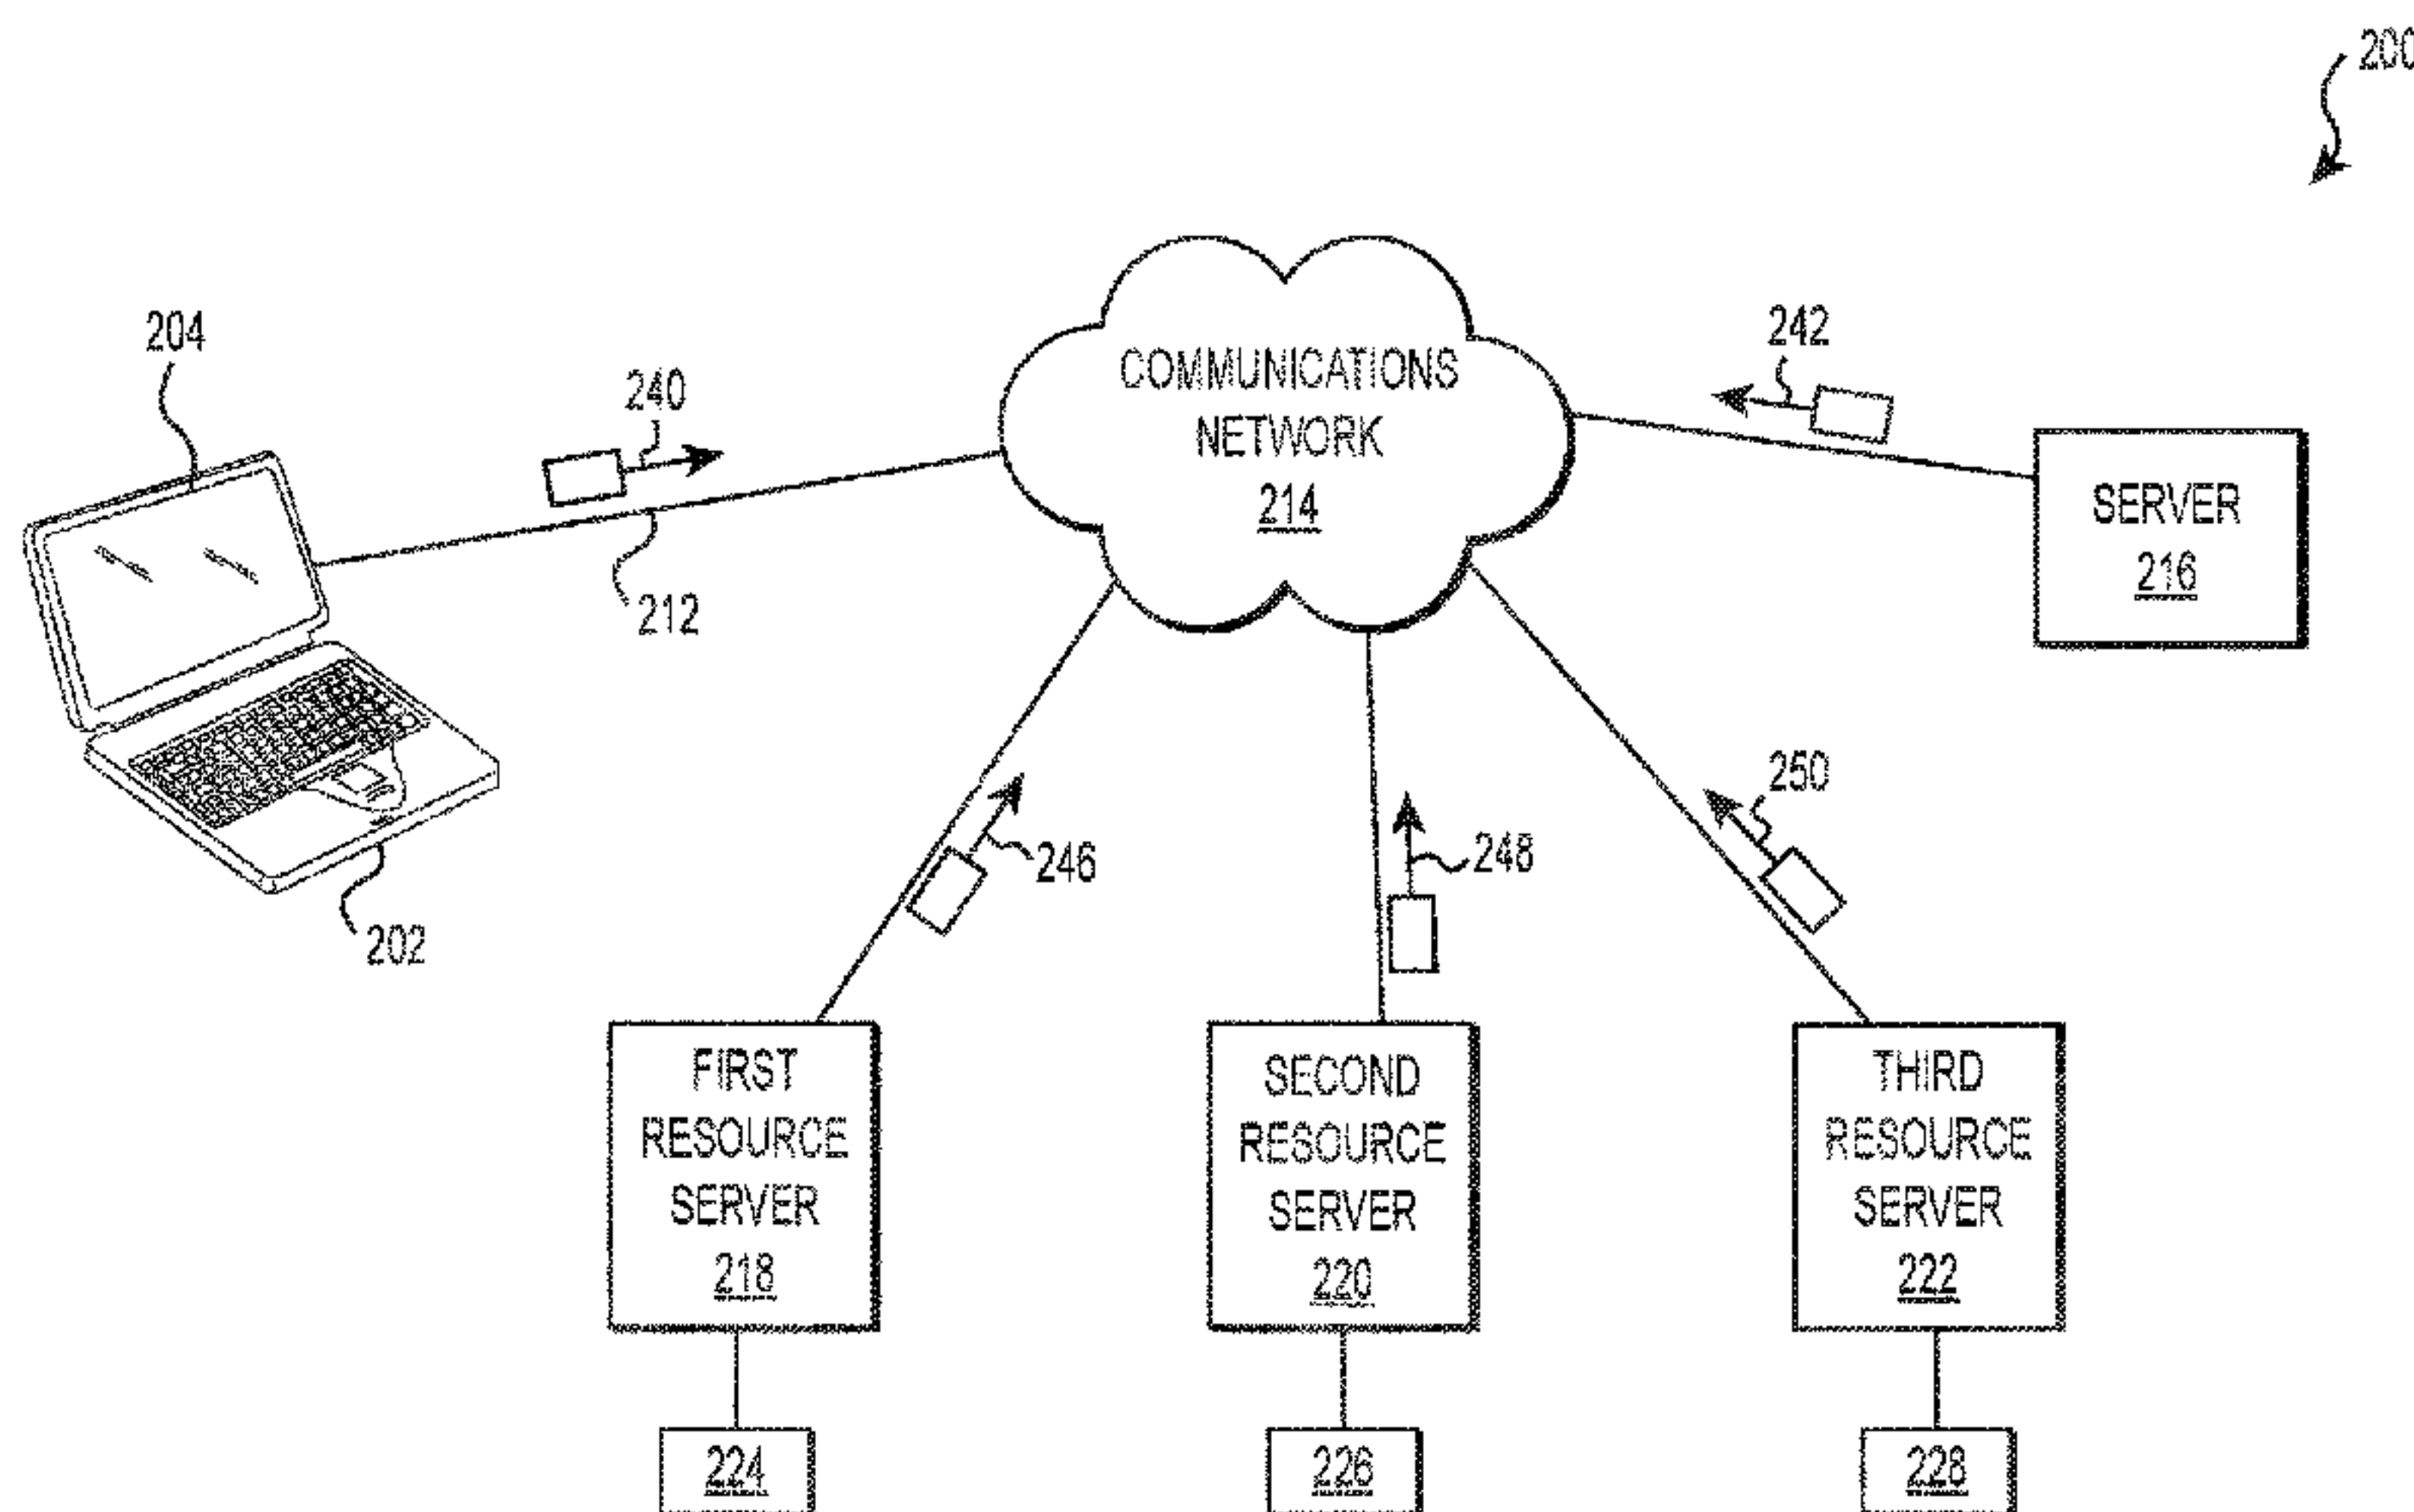 200
204
240
242
COMMUNICATIONS
NETWORK
214
SERVER
216
212
250
246
248
202
FIRST
RESOURCE
SERVER
218
SECOND
RESOURCE
SERVER
220
THIRD
RESOURCE
SERVER
222
224
226
228